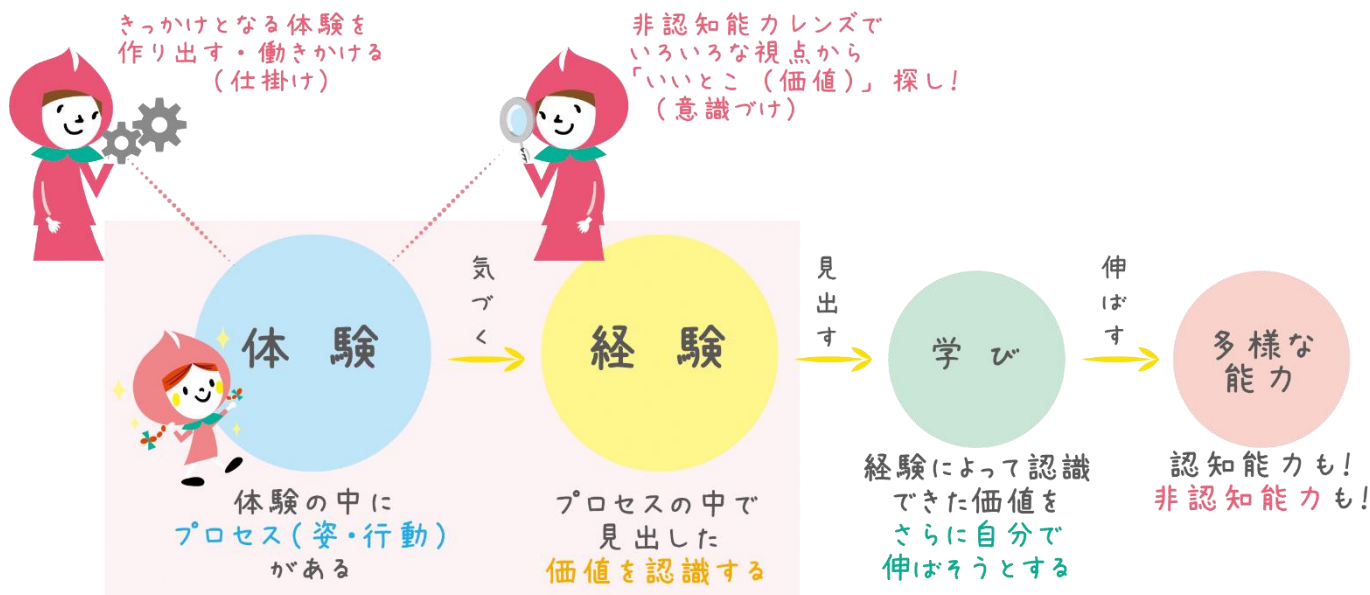 きっかけとなる体験を
作り出す・働きかける
(仕掛け)
非認知能力レンズで
いろいろな視点から
「いいとこ(価値)」探し!
(意識づけ)
体験
気づく
経験
見出す
学び
伸ばす
多様な
能力
体験の中に
プロセス(姿・行動)
がある
プロセスの中で
見出した
価値を認識する
経験によって認識
できた価値を
さらに自分で
伸ばそうとする
認知能力も!
非認知能力も!